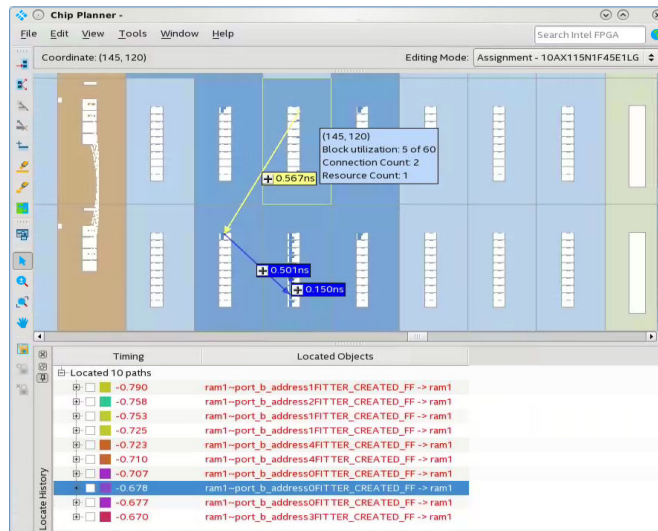 Chip Planner -
File Edit View Tools Window Help
Search Intel FPGA
Coordinate: (145, 120)
Editing Mode: Assignment - 10AX115N1F45E1LG
(145, 120)
Block utilization: 5 of 60
Connection Count: 2
Resource Count: 1
0.567ns
0.501ns
0.150ns
Timing Located Objects
Located 10 paths
-0.790 ram1~port_b_address1FITTER_CREATED_FF -> ram1
-0.758 ram1~port_b_address2FITTER_CREATED_FF -> ram1
-0.753 ram1~port_b_address1FITTER_CREATED_FF -> ram1
-0.725 ram1~port_b_address1FITTER_CREATED_FF -> ram1
-0.723 ram1~port_b_address4FITTER_CREATED_FF -> ram1
-0.710 ram1~port_b_address4FITTER_CREATED_FF -> ram1
-0.707 ram1~port_b_address0FITTER_CREATED_FF -> ram1
-0.678 ram1~port_b_address0FITTER_CREATED_FF -> ram1
-0.677 ram1~port_b_address0FITTER_CREATED_FF -> ram1
-0.670 ram1~port_b_address3FITTER_CREATED_FF -> ram1
Locate History